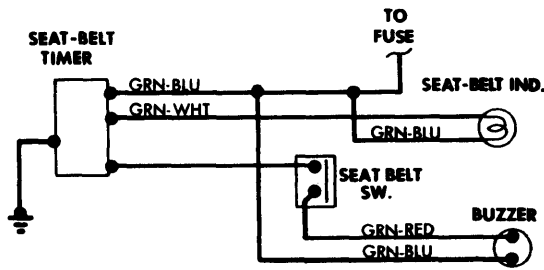 TO
FUSE
SEAT-BELT
TIMER
GRN-BLU
SEAT-BELT IND.
GRN-WHT
GRN-BLU
SEAT BELT
SW.
BUZZER
GRN-RED
GRN-BLU